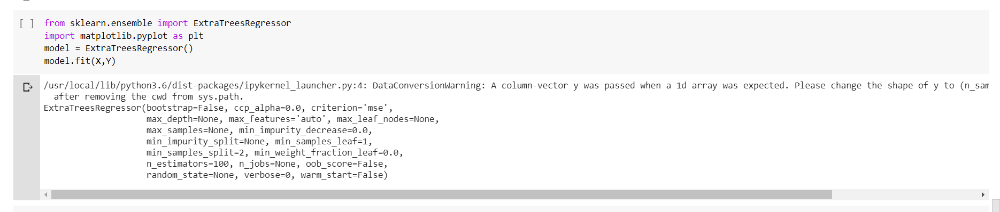 [ ] from sklearn.ensemble import ExtraTreesRegressor
import matplotlib.pyplot as plt
model = ExtraTreesRegressor()
model.fit(X,Y)
/usr/local/lib/python3.6/dist-packages/ipykernel_launcher.py:4: DataConversionWarning: A column-vector y was passed when a 1d array was expected. Please change the shape of y to (n_sam
  after removing the cwd from sys.path.
ExtraTreesRegressor(bootstrap=False, ccp_alpha=0.0, criterion='mse',
                    max_depth=None, max_features='auto', max_leaf_nodes=None,
                    max_samples=None, min_impurity_decrease=0.0,
                    min_impurity_split=None, min_samples_leaf=1,
                    min_samples_split=2, min_weight_fraction_leaf=0.0,
                    n_estimators=100, n_jobs=None, oob_score=False,
                    random_state=None, verbose=0, warm_start=False)